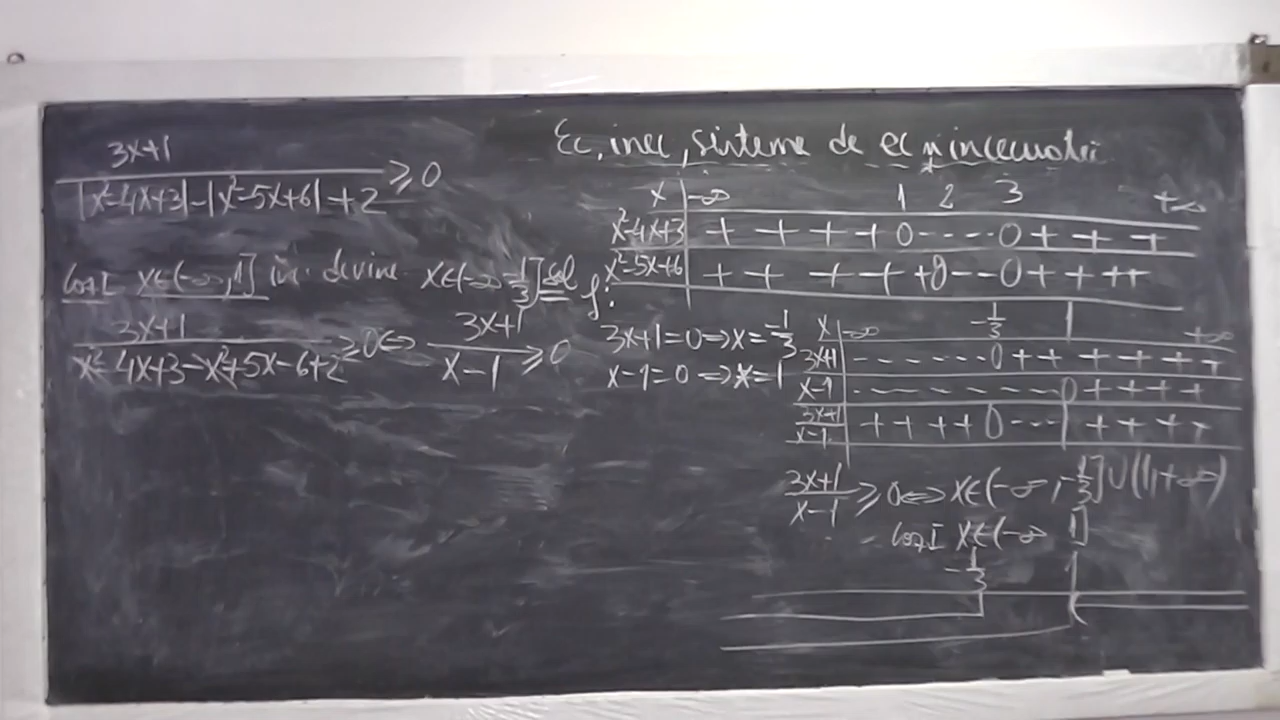 Ec, inec, sisteme de ec și inecuații
3x+1
|x²-4x+3|-|x²-5x+6|+2 ≥ 0
Caz I x∈(-∞,1] in. devine x∈(-∞ -1/3] sol f:
3x+1 / x²-4x+3-x²+5x-6+2 ≥0 ⇔ 3x+1 / x-1 ≥ 0
x -∞ 1 2 3 +∞
x²-4x+3 + + + + 0 ---- 0 + + +
x²-5x+6 + + + + + 0 -- 0 + + + +
3x+1=0 ⇒ x=-1/3
x-1=0 ⇒ x=1
x -∞ -1/3 1 +∞
3x+1 ------ 0 + + + + + + +
x-1 -------- 0 + + + +
3x+1 / x-1 + + + + 0 --- | + + + +
3x+1 / x-1 ≥ 0 ⇔ x∈(-∞, -1/3]∪(1,+∞)
Caz I x∈(-∞ 1]
-1/3 1